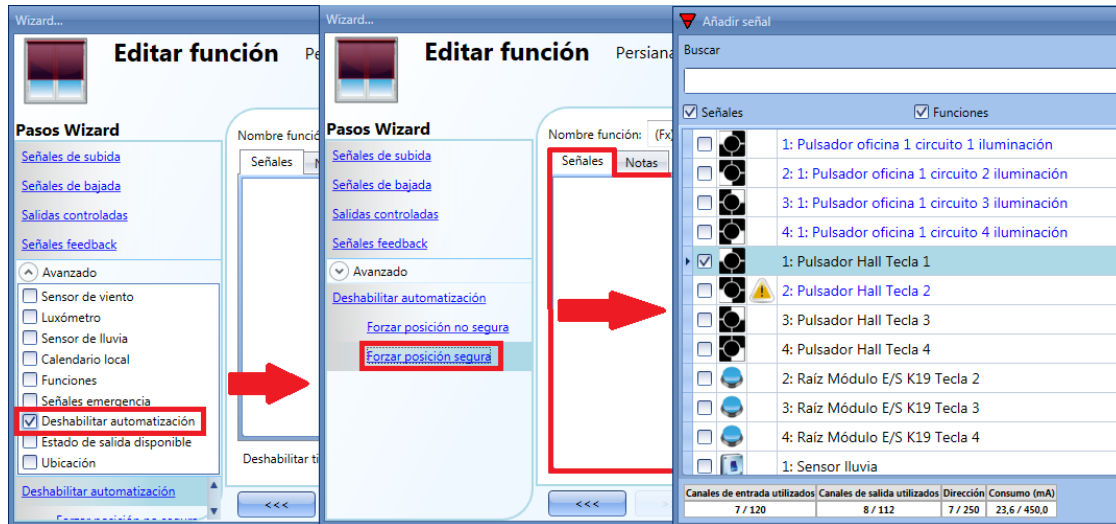 Wizard...
Editar función
Pasos Wizard
Señales de subida
Señales de bajada
Salidas controladas
Señales feedback
Avanzado
Sensor de viento
Luxómetro
Sensor de lluvia
Calendario local
Funciones
Señales emergencia
Deshabilitar automatización
Estado de salida disponible
Ubicación
Deshabilitar automatización
Nombre funció
Señales
N
Deshabilitar ti
<<<
Wizard...
Editar función Persiana
Pasos Wizard
Señales de subida
Señales de bajada
Salidas controladas
Señales feedback
Avanzado
Deshabilitar automatización
Forzar posición no segura
Forzar posición segura
Nombre función: (Fx)
Señales Notas
<<<
Añadir señal
Buscar
Señales Funciones
1: Pulsador oficina 1 circuito 1 iluminación
2: 1: Pulsador oficina 1 circuito 2 iluminación
3: 1: Pulsador oficina 1 circuito 3 iluminación
4: 1: Pulsador oficina 1 circuito 4 iluminación
1: Pulsador Hall Tecla 1
2: Pulsador Hall Tecla 2
3: Pulsador Hall Tecla 3
4: Pulsador Hall Tecla 4
2: Raíz Módulo E/S K19 Tecla 2
3: Raíz Módulo E/S K19 Tecla 3
4: Raíz Módulo E/S K19 Tecla 4
1: Sensor lluvia
Canales de entrada utilizados Canales de salida utilizados Dirección Consumo (mA)
7 / 120 8 / 112 7 / 250 23,6 / 450,0